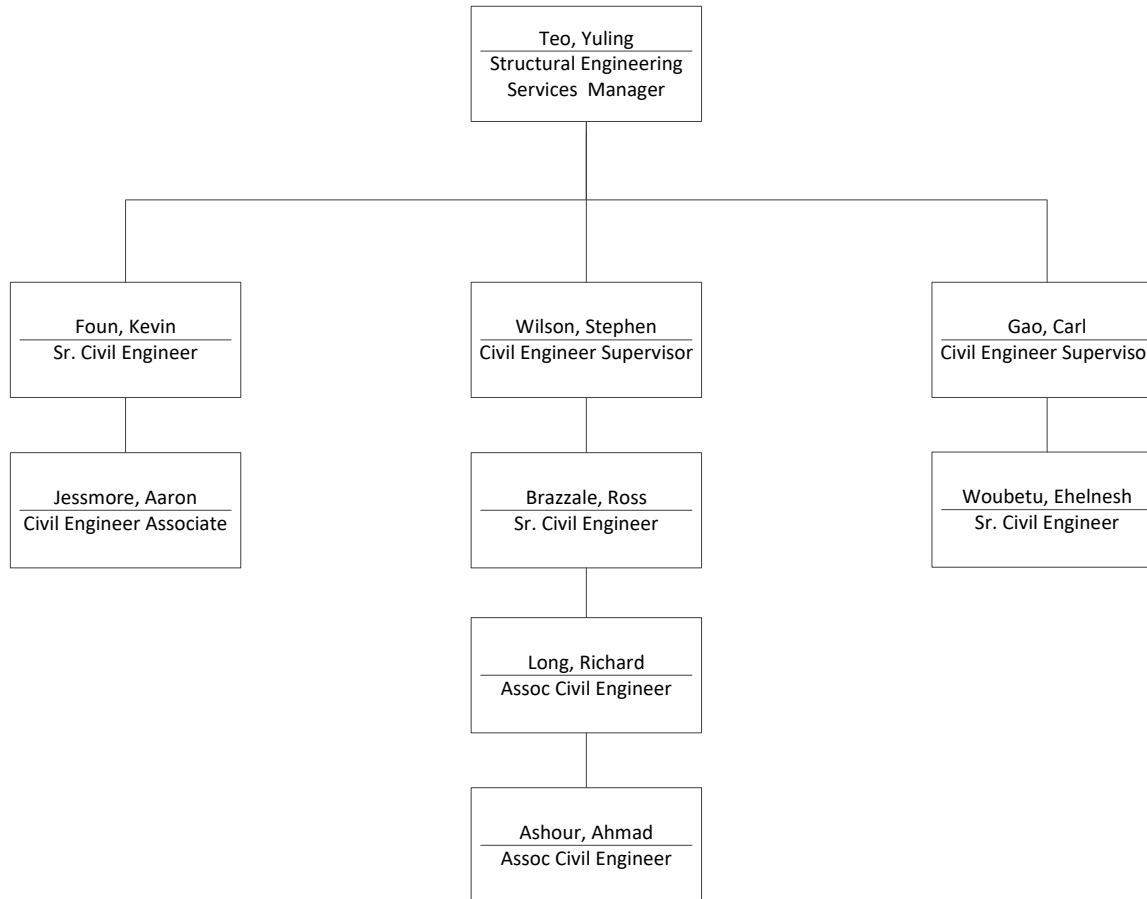 Teo, Yuling
Structural Engineering
Services Manager
Foun, Kevin
Sr. Civil Engineer
Wilson, Stephen
Civil Engineer Supervisor
Gao, Carl
Civil Engineer Superviso
Jessmore, Aaron
Civil Engineer Associate
Brazzale, Ross
Sr. Civil Engineer
Woubetu, Ehelnesh
Sr. Civil Engineer
Long, Richard
Assoc Civil Engineer
Ashour, Ahmad
Assoc Civil Engineer